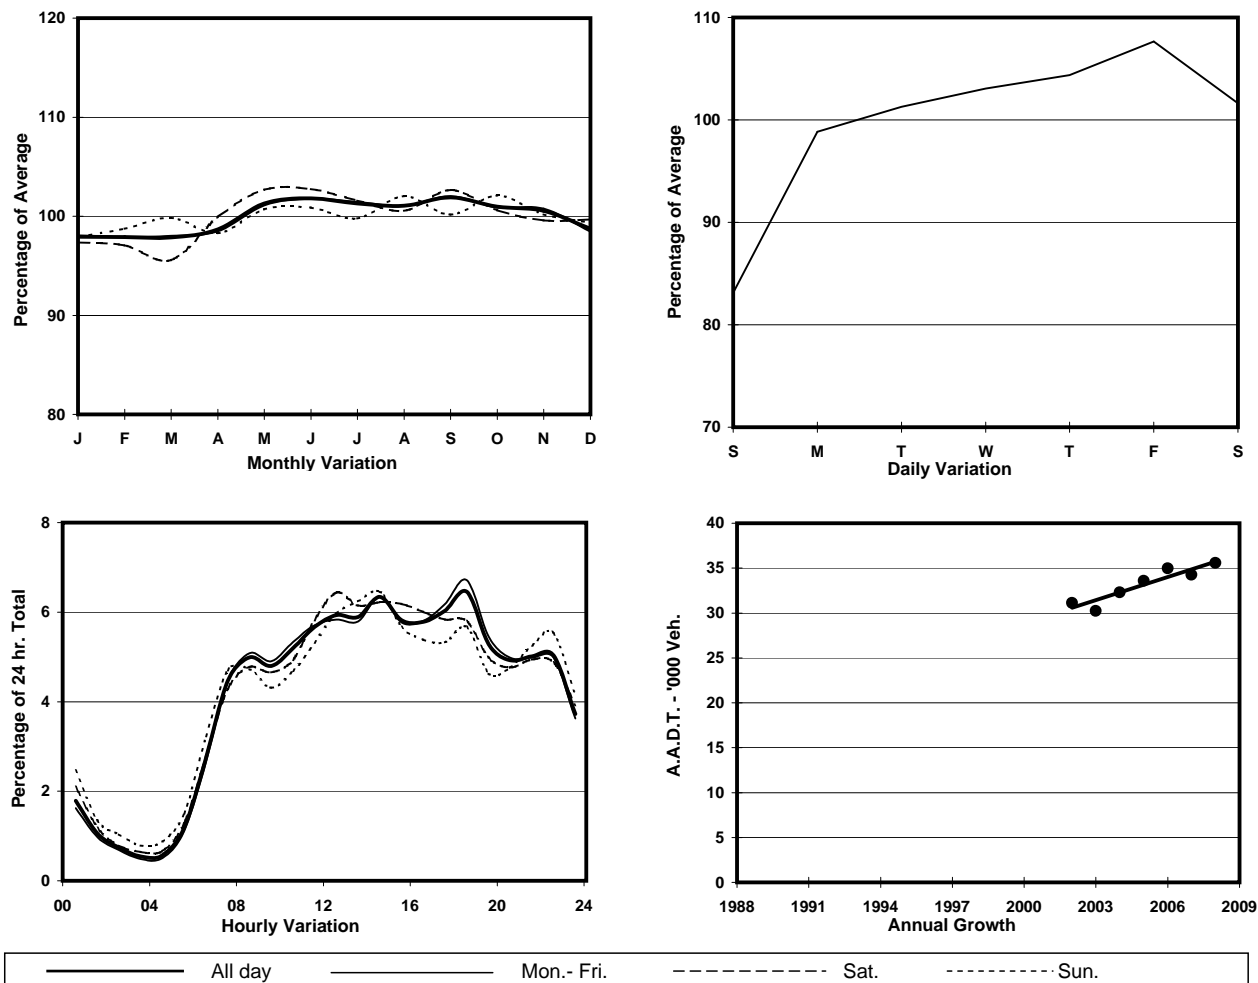 Percentage of Average
120
110
100
90
80
J F M A M J J A S O N D
Monthly Variation
Percentage of Average
110
100
90
80
70
S M T W T F S
Daily Variation
Percentage of 24 hr. Total
8
6
4
2
0
00 04 08 12 16 20 24
Hourly Variation
A.A.D.T. - '000 Veh.
40
35
30
25
20
15
10
5
0
1988 1991 1994 1997 2000 2003 2006 2009
Annual Growth
All day Mon.- Fri. Sat. Sun.